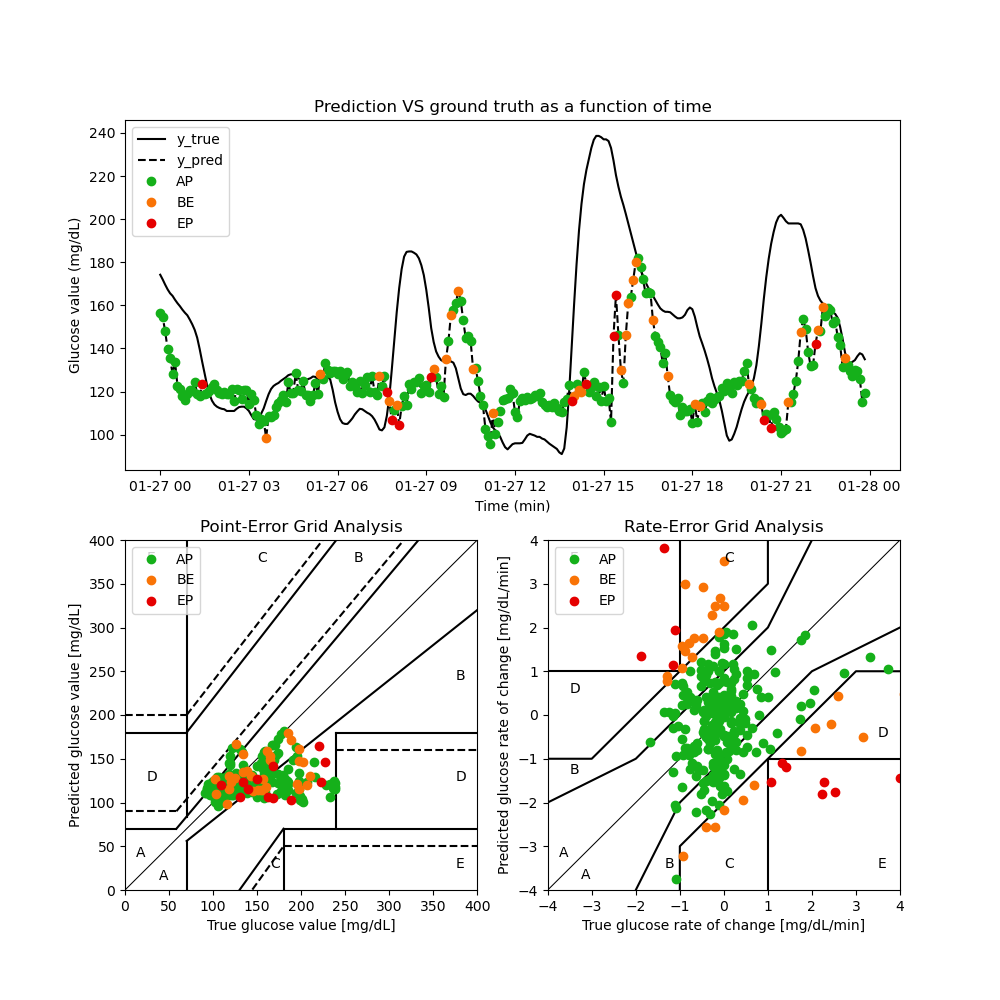 Prediction VS ground truth as a function of time
Glucose value (mg/dL)
240
220
200
180
160
140
120
100
y_true
y_pred
AP
BE
EP
01-27 00 01-27 03 01-27 06 01-27 09 01-27 12 01-27 15 01-27 18 01-27 21 01-28 00
Time (min)
Point-Error Grid Analysis
Predicted glucose value [mg/dL]
400
350
300
250
200
150
100
50
0
AP
BE
EP
C
B
B
D
D
A
A
C
E
0 50 100 150 200 250 300 350 400
True glucose value [mg/dL]
Rate-Error Grid Analysis
Predicted glucose rate of change [mg/dL/min]
4
3
2
1
0
−1
−2
−3
−4
AP
BE
EP
C
D
D
B
A
A
B
C
E
−4 −3 −2 −1 0 1 2 3 4
True glucose rate of change [mg/dL/min]